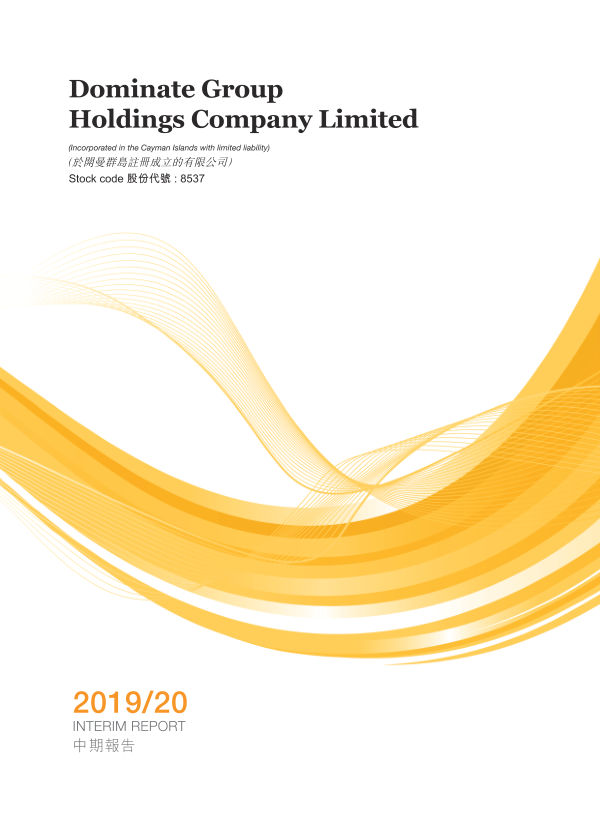 Dominate Group
Holdings Company Limited
(Incorporated in the Cayman Islands with limited liability)
(於開曼群島註冊成立的有限公司)
Stock code 股份代號 : 8537
2019/20
INTERIM REPORT
中期報告